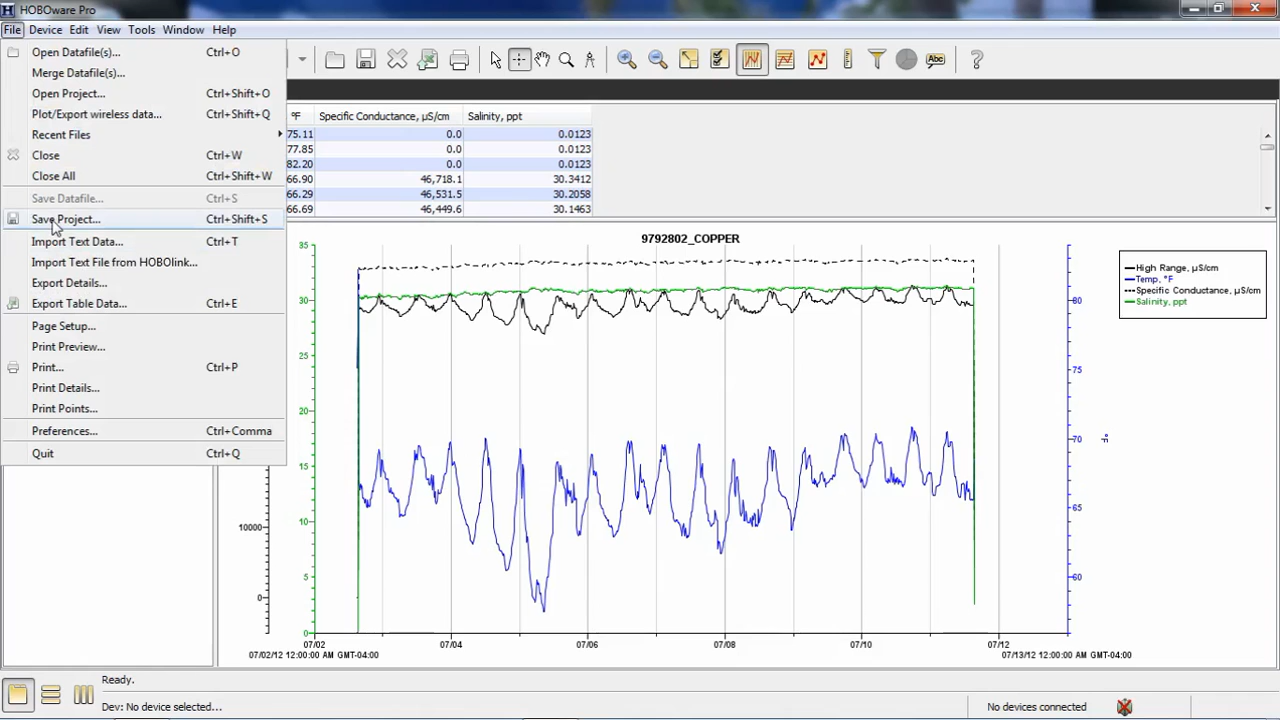 HOBOware Pro
File Device Edit View Tools Window Help
Open Datafile(s)... Ctrl+O
Merge Datafile(s)...
Open Project... Ctrl+Shift+O
Plot/Export wireless data... Ctrl+Shift+Q
Recent Files
Close Ctrl+W
Close All Ctrl+Shift+W
Save Datafile... Ctrl+S
Save Project... Ctrl+Shift+S
Import Text Data... Ctrl+T
Import Text File from HOBOlink...
Export Details...
Export Table Data... Ctrl+E
Page Setup...
Print Preview...
Print... Ctrl+P
Print Details...
Print Points...
Preferences... Ctrl+Comma
Quit Ctrl+Q
Abc
°F Specific Conductance, µS/cm Salinity, ppt
75.11 0.0 0.0123
77.85 0.0 0.0123
82.20 0.0 0.0123
66.90 46,718.1 30.3412
66.29 46,531.5 30.2058
66.69 46,449.6 30.1463
9792802_COPPER
High Range, µS/cm
Temp, °F
Specific Conductance, µS/cm
Salinity, ppt
35
30
25
20
15
10
5
0
10000
0
80
75
70
65
60
°F
07/02 07/04 07/06 07/08 07/10 07/12
07/02/12 12:00:00 AM GMT-04:00 07/13/12 12:00:00 AM GMT-04:00
Ready.
Dev: No device selected... No devices connected